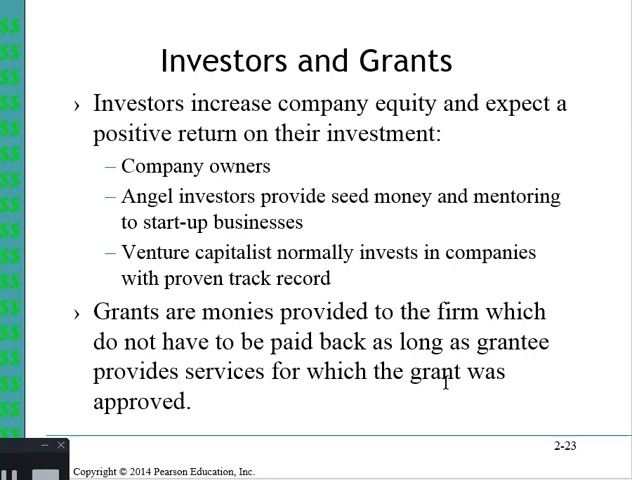 Investors and Grants
› Investors increase company equity and expect a
positive return on their investment:
– Company owners
– Angel investors provide seed money and mentoring
to start-up businesses
– Venture capitalist normally invests in companies
with proven track record
› Grants are monies provided to the firm which
do not have to be paid back as long as grantee
provides services for which the grant was
approved.
2-23
Copyright © 2014 Pearson Education, Inc.